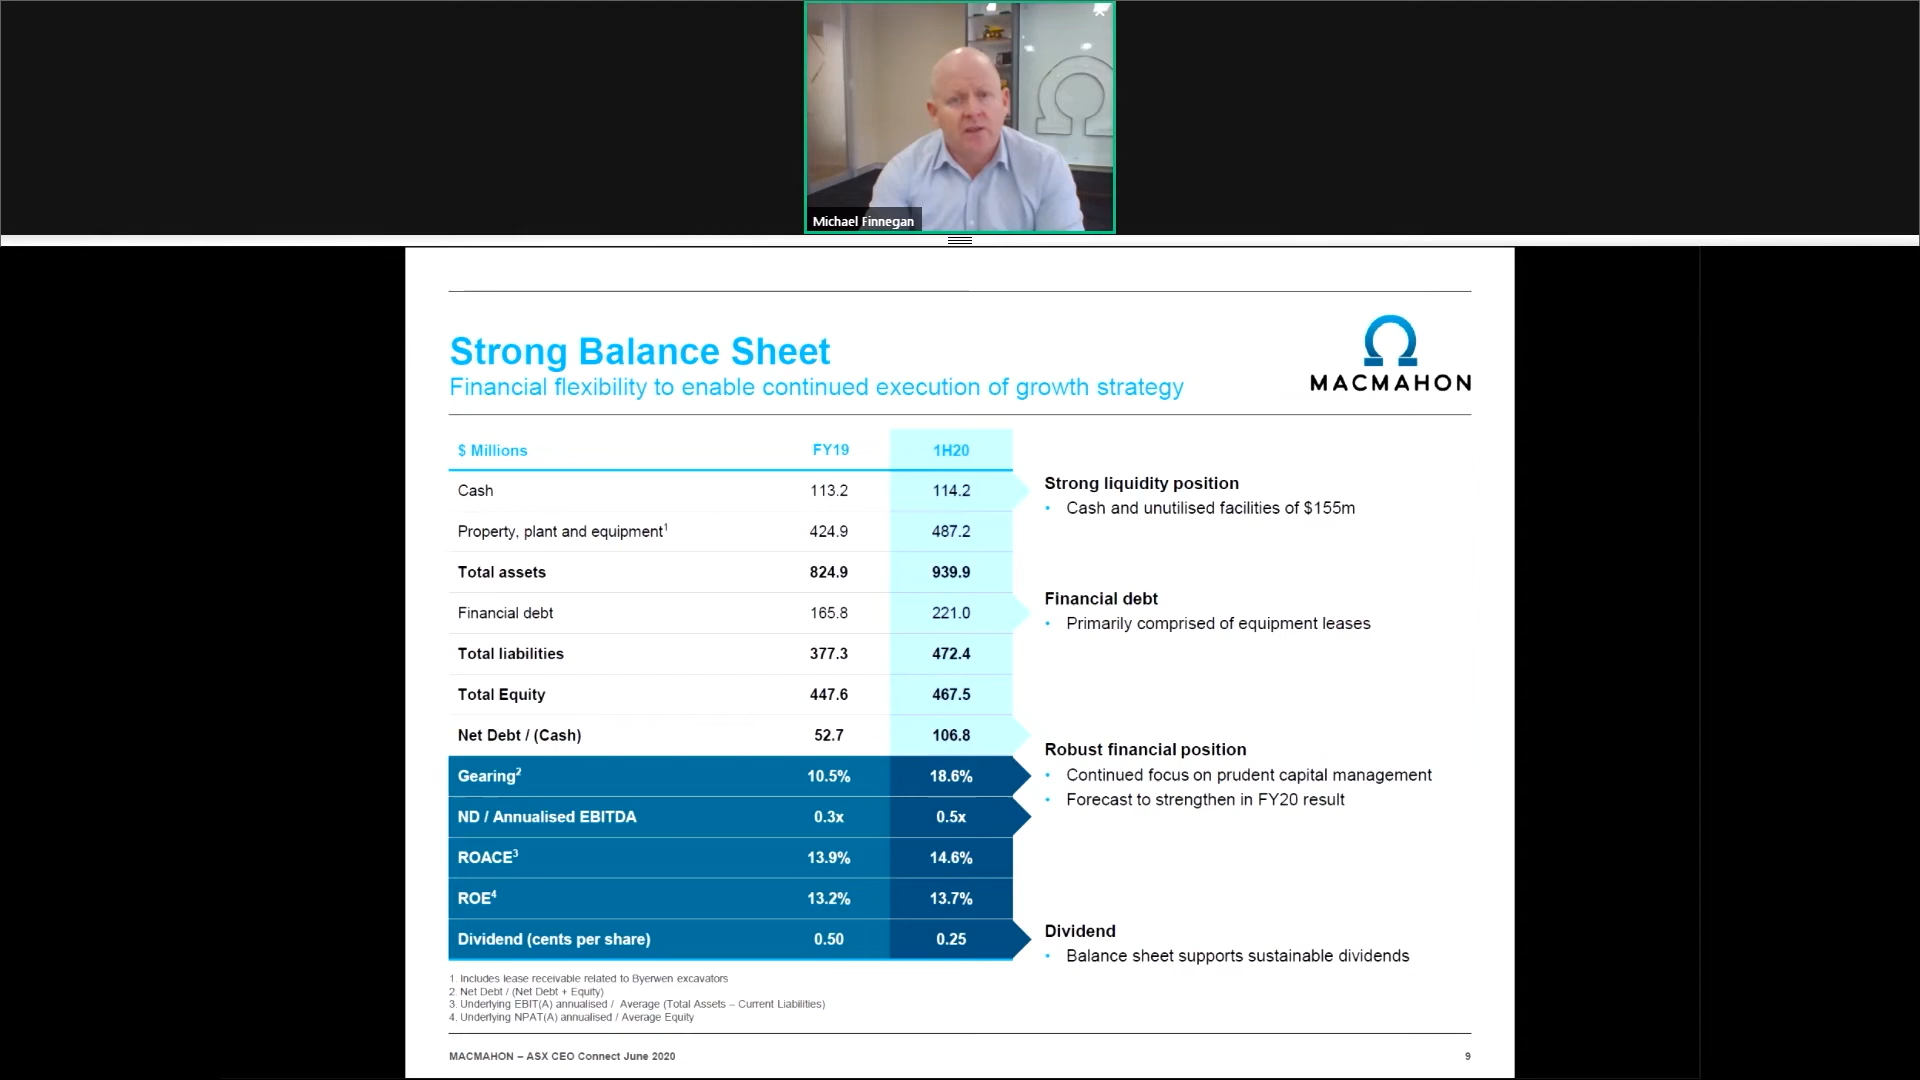 Michael Finnegan
Strong Balance Sheet
Financial flexibility to enable continued execution of growth strategy
MACMAHON
$ Millions FY19 1H20
Cash 113.2 114.2
Property, plant and equipment1 424.9 487.2
Total assets 824.9 939.9
Financial debt 165.8 221.0
Total liabilities 377.3 472.4
Total Equity 447.6 467.5
Net Debt / (Cash) 52.7 106.8
Gearing2 10.5% 18.6%
ND / Annualised EBITDA 0.3x 0.5x
ROACE3 13.9% 14.6%
ROE4 13.2% 13.7%
Dividend (cents per share) 0.50 0.25
Strong liquidity position
• Cash and unutilised facilities of $155m
Financial debt
• Primarily comprised of equipment leases
Robust financial position
• Continued focus on prudent capital management
• Forecast to strengthen in FY20 result
Dividend
• Balance sheet supports sustainable dividends
1. Includes lease receivable related to Byerwen excavators
2. Net Debt / (Net Debt + Equity)
3. Underlying EBIT(A) annualised / Average (Total Assets – Current Liabilities)
4. Underlying NPAT(A) annualised / Average Equity
MACMAHON – ASX CEO Connect June 2020 9